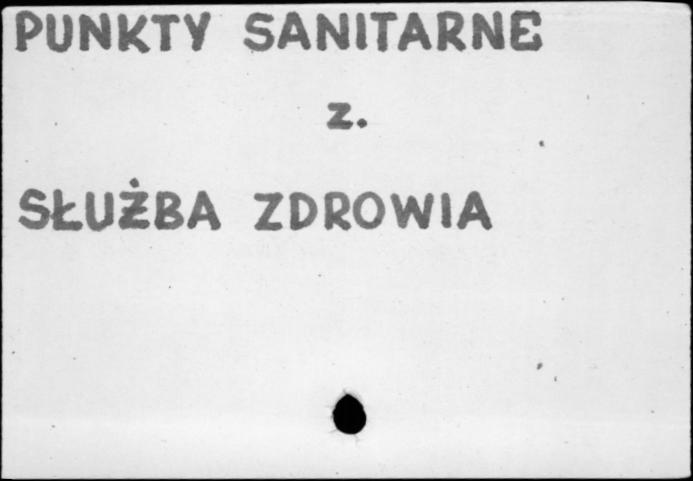 PUNKTY SANITARNE
z.
SŁUŻBA ZDROWIA